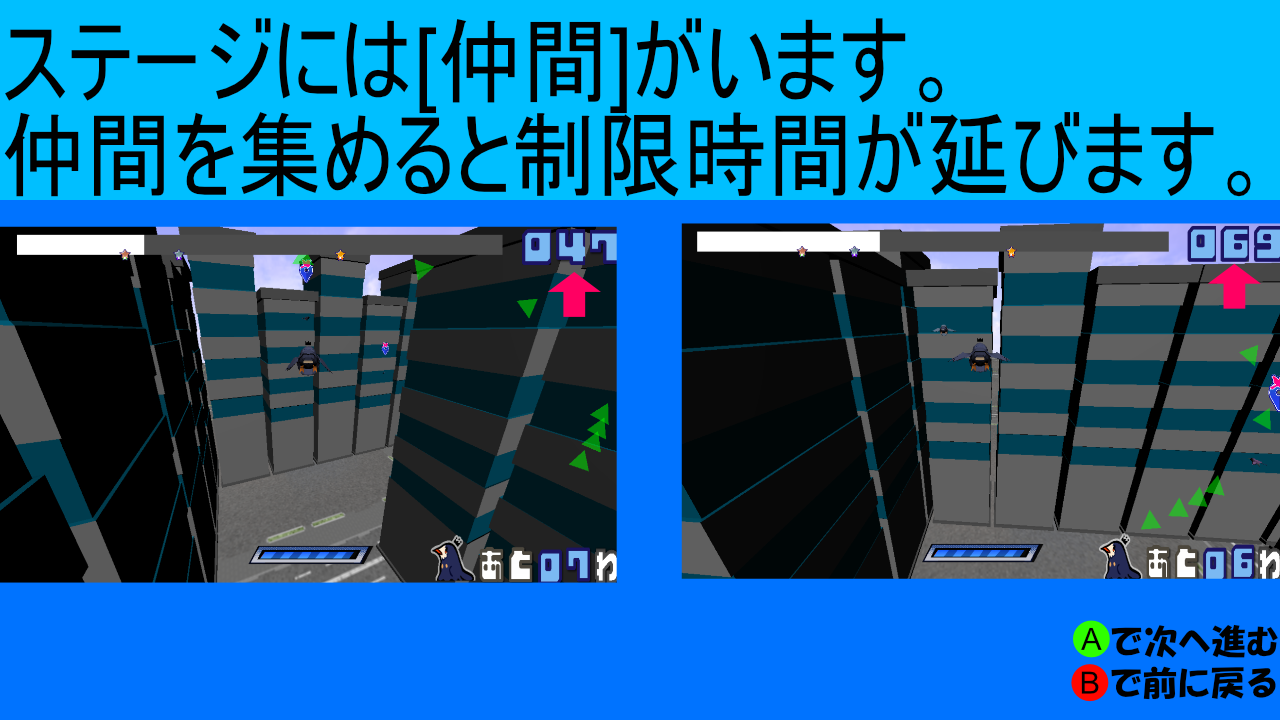 ステージには[仲間]がいます。
仲間を集めると制限時間が延びます。
047
069
あと07わ
あと06わ
Aで次へ進む
Bで前に戻る